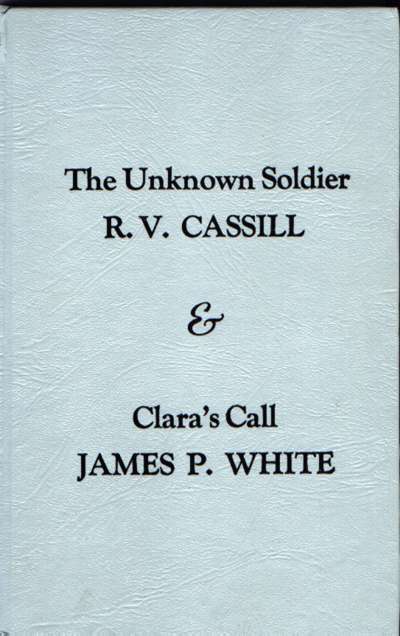 The Unknown Soldier
R. V. CASSILL
&
Clara's Call
JAMES P. WHITE